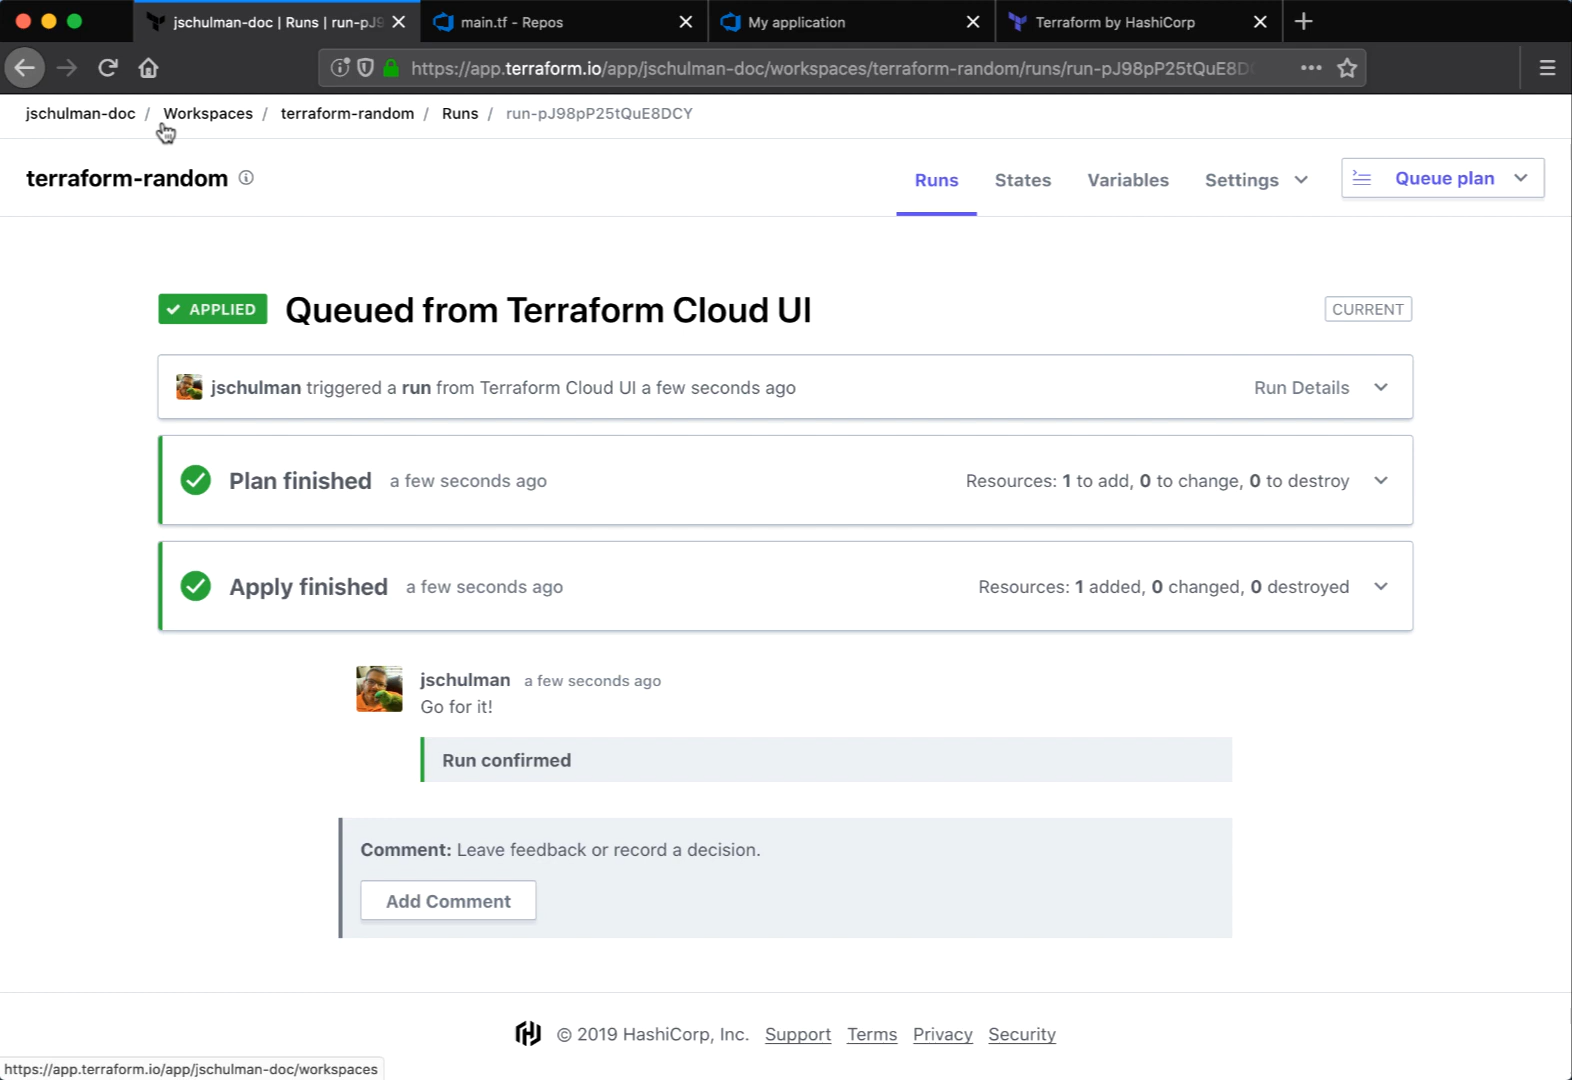 jschulman-doc | Runs | run-pJ9
main.tf - Repos
My application
Terraform by HashiCorp
https://app.terraform.io/app/jschulman-doc/workspaces/terraform-random/runs/run-pJ98pP25tQuE8D
jschulman-doc / Workspaces / terraform-random / Runs / run-pJ98pP25tQuE8DCY
terraform-random
Runs
States
Variables
Settings
Queue plan
APPLIED
Queued from Terraform Cloud UI
CURRENT
jschulman triggered a run from Terraform Cloud UI a few seconds ago
Run Details
Plan finished a few seconds ago
Resources: 1 to add, 0 to change, 0 to destroy
Apply finished a few seconds ago
Resources: 1 added, 0 changed, 0 destroyed
jschulman a few seconds ago
Go for it!
Run confirmed
Comment: Leave feedback or record a decision.
Add Comment
© 2019 HashiCorp, Inc. Support Terms Privacy Security
https://app.terraform.io/app/jschulman-doc/workspaces